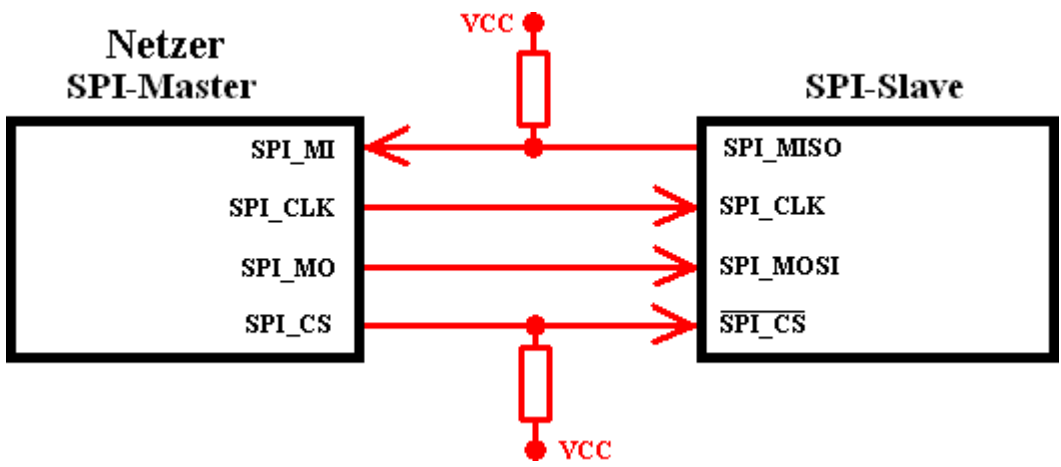 VCC
Netzer
SPI-Master
SPI-Slave
SPI_MI
SPI_MISO
SPI_CLK
SPI_CLK
SPI_MO
SPI_MOSI
SPI_CS
SPI_CS
VCC